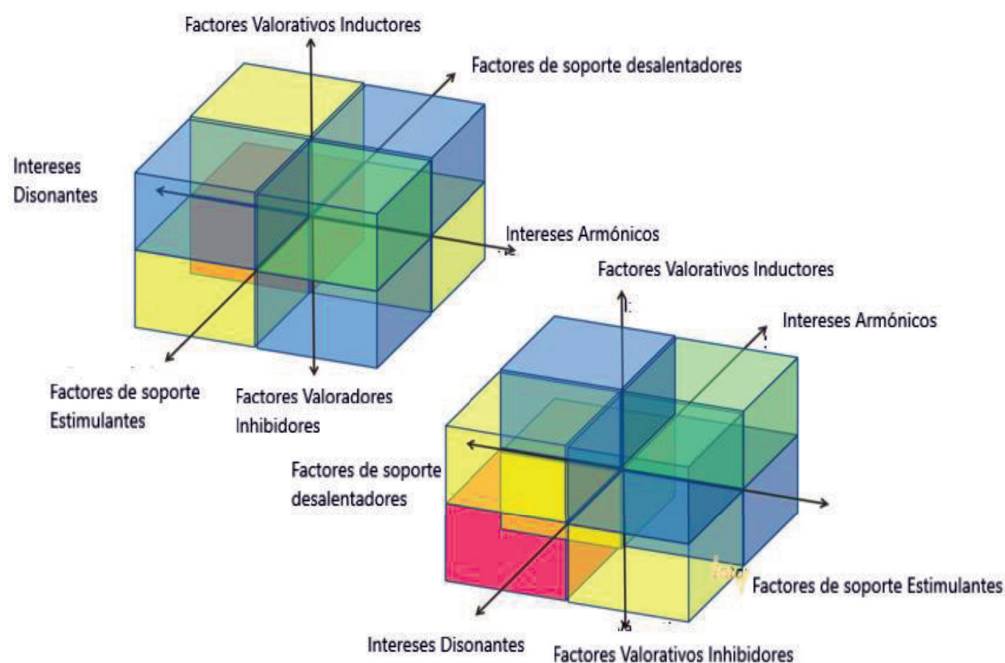 Factores Valorativos Inductores
Factores de soporte desalentadores
Intereses
Disonantes
Intereses Armónicos
Factores de soporte
Estimulantes
Factores Valoradores
Inhibidores
Factores Valorativos Inductores
Intereses Armónicos
Factores de soporte
desalentadores
Factores de soporte Estimulantes
Intereses Disonantes
Factores Valorativos Inhibidores